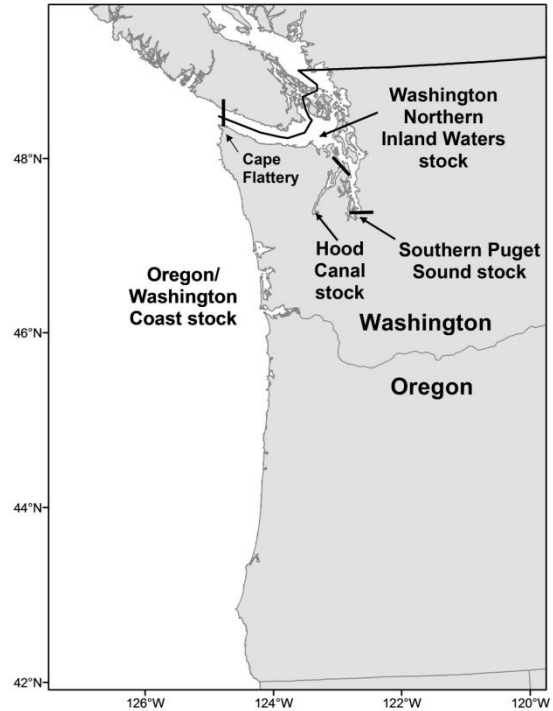 48°N
46°N
44°N
42°N
Washington
Northern
Inland Waters
stock
Cape
Flattery
Hood
Canal
stock
Southern Puget
Sound stock
Oregon/
Washington
Coast stock
Washington
Oregon
126°W
124°W
122°W
120°W